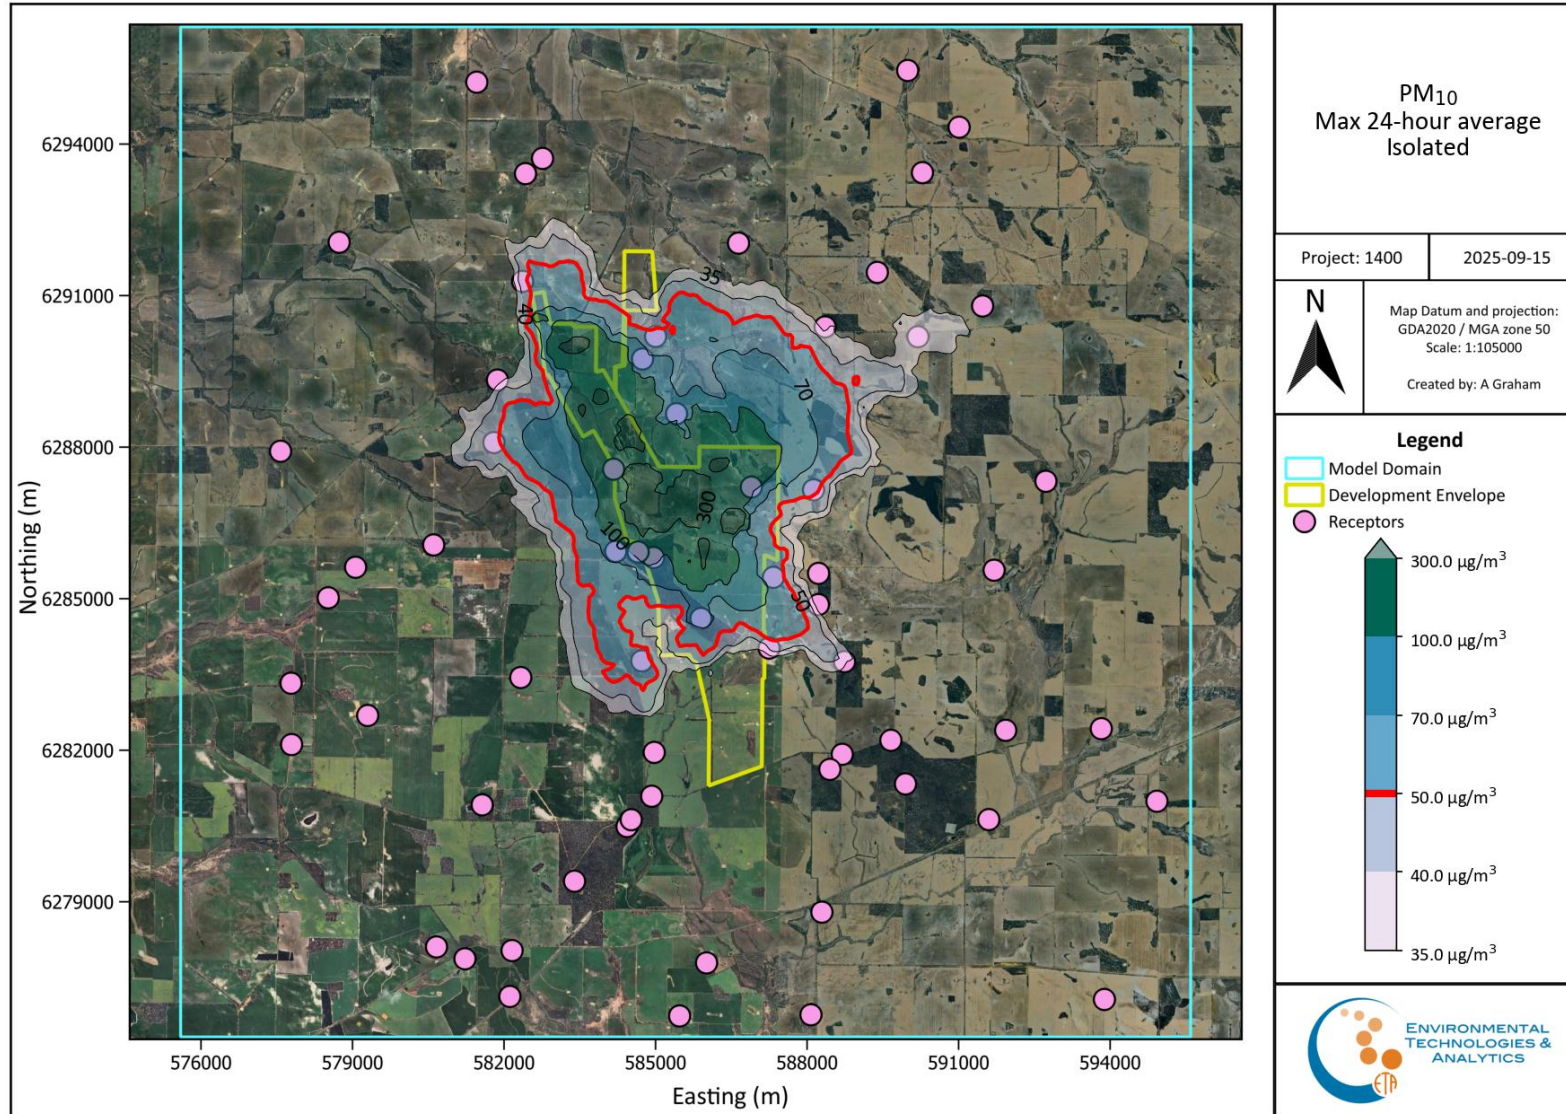 PM₁₀
Max 24-hour average
Isolated
Project: 1400
2025-09-15
N
Map Datum and projection:
GDA2020 / MGA zone 50
Scale: 1:105000
Created by: A Graham
Legend
Model Domain
Development Envelope
Receptors
300.0 µg/m³
100.0 µg/m³
70.0 µg/m³
50.0 µg/m³
40.0 µg/m³
35.0 µg/m³
ENVIRONMENTAL
TECHNOLOGIES &
ANALYTICS
ETA
Northing (m)
6294000
6291000
6288000
6285000
6282000
6279000
35
40
70
300
100
50
576000
579000
582000
585000
588000
591000
594000
Easting (m)